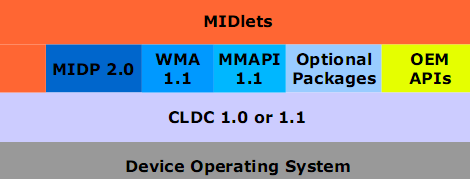 MIDlets
MIDP 2.0
WMA
1.1
MMAPI
1.1
Optional
Packages
OEM
APIs
CLDC 1.0 or 1.1
Device Operating System